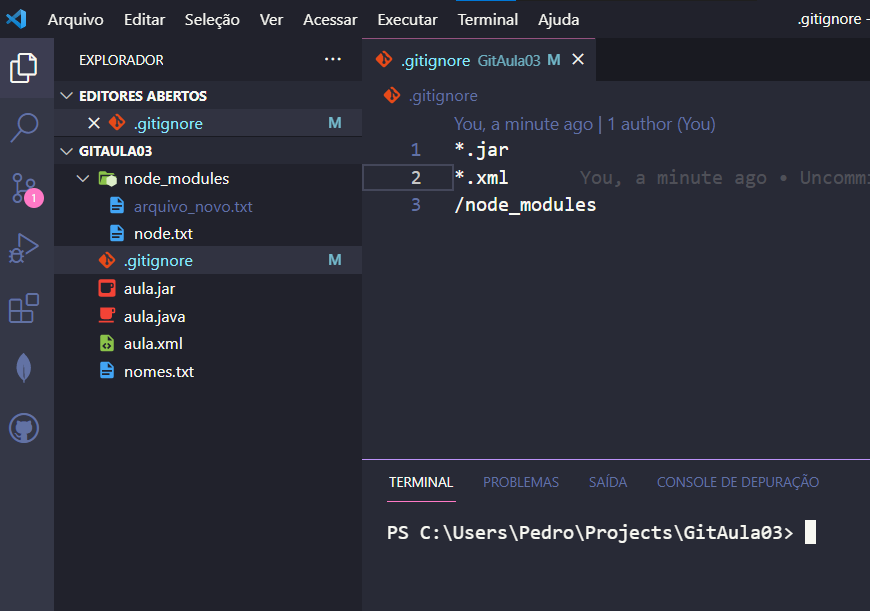 Arquivo Editar Seleção Ver Acessar Executar Terminal Ajuda .gitignore -
EXPLORADOR ...
EDITORES ABERTOS
.gitignore M
GITAULA03
node_modules
arquivo_novo.txt
node.txt
.gitignore M
aula.jar
aula.java
aula.xml
nomes.txt
1
.gitignore GitAula03 M
.gitignore
You, a minute ago | 1 author (You)
1 *.jar
2 *.xml You, a minute ago • Uncommi
3 /node_modules
TERMINAL PROBLEMAS SAÍDA CONSOLE DE DEPURAÇÃO
PS C:\Users\Pedro\Projects\GitAula03>